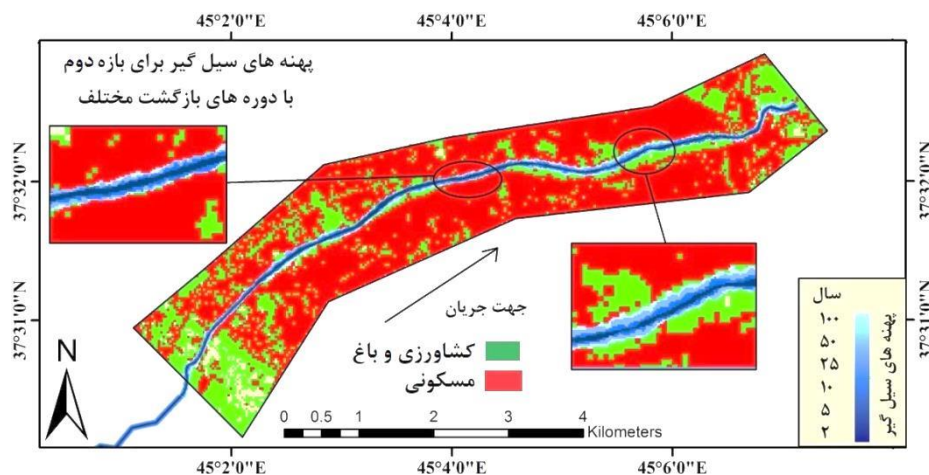 45°2'0"E 45°4'0"E 45°6'0"E
پهنه های سیل گیر برای بازه دوم
با دوره های بازگشت مختلف
37°32'0"N 37°32'0"N
جهت جریان
37°31'0"N 37°31'0"N
N
کشاورزی و باغ
مسکونی
0 0.5 1 2 3 4
Kilometers
سال
۱۰۰
۵۰
۲۵
۱۰
۵
۲
پهنه های سیل گیر
45°2'0"E 45°4'0"E 45°6'0"E